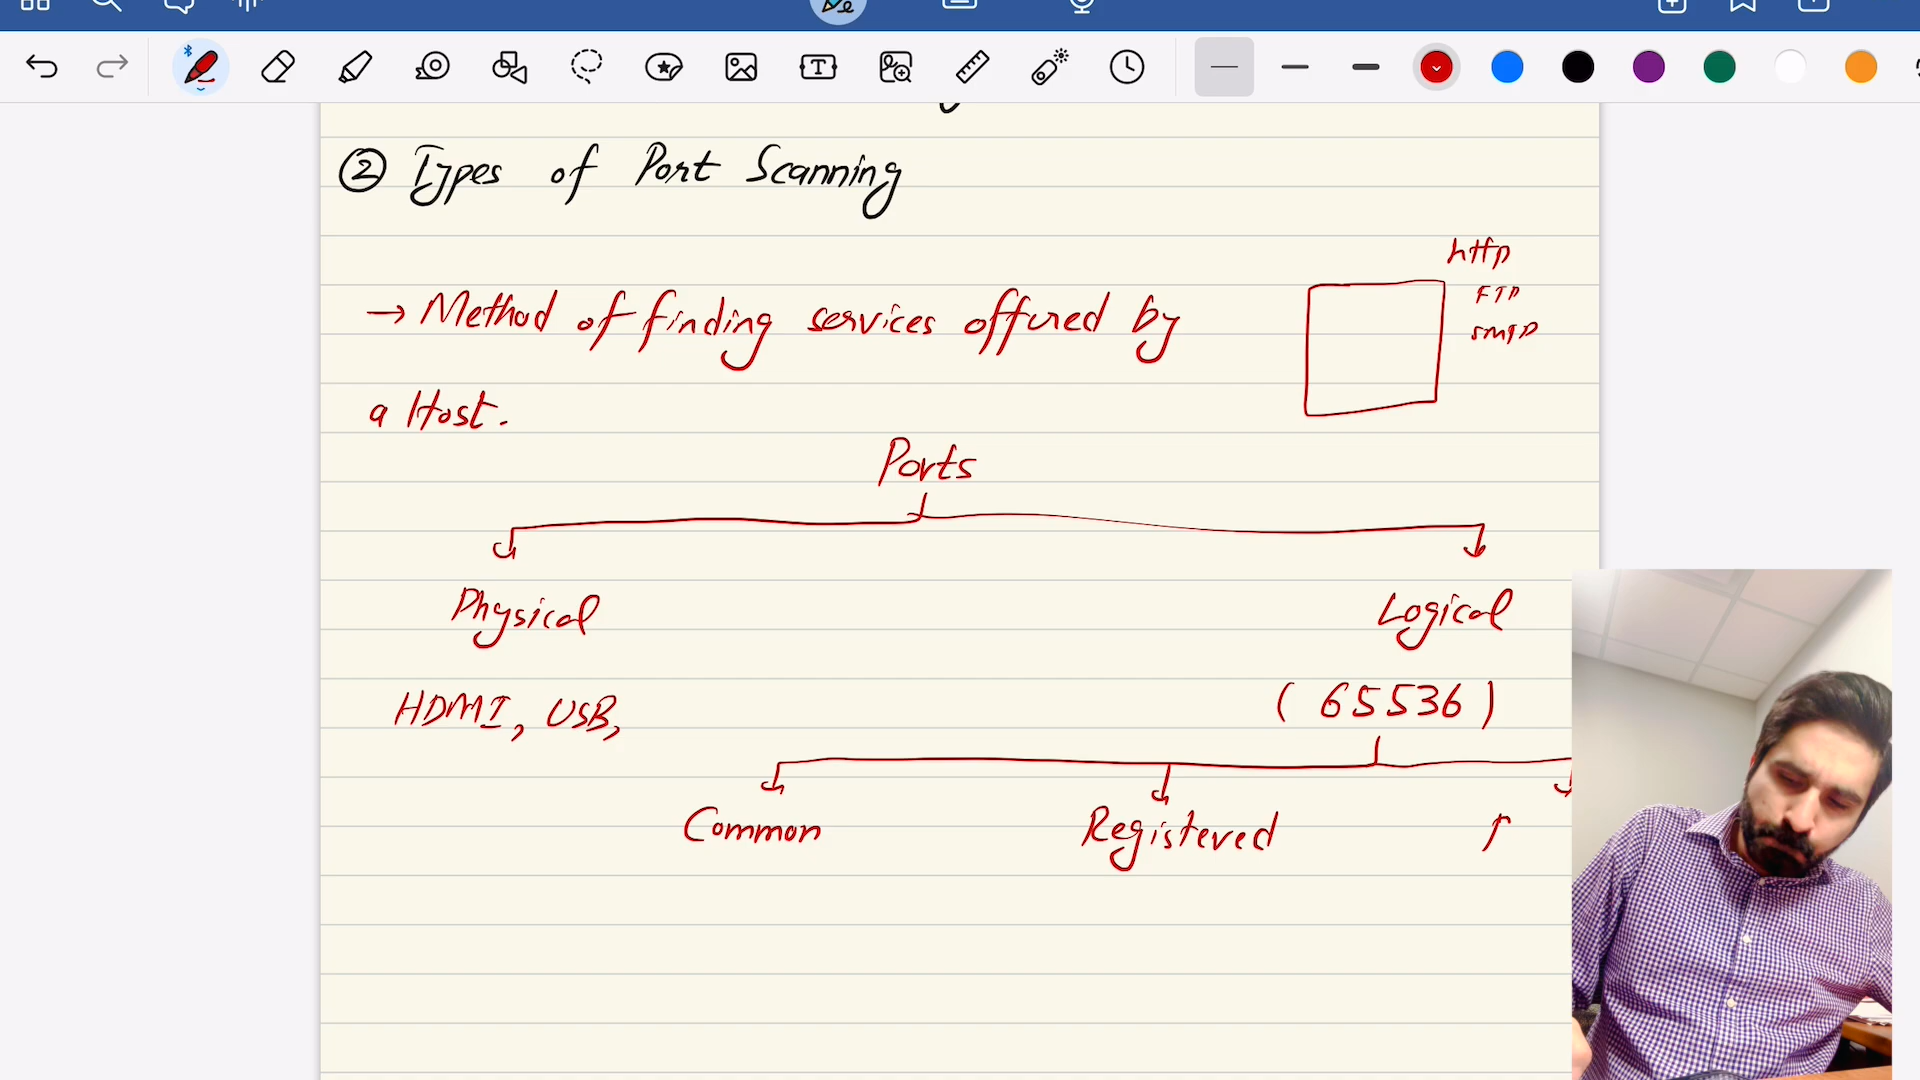 ② Types of Port Scanning
http
FTP
SMTP
→ Method of finding services offered by
a Host.
Ports
Physical
Logical
HDMI, USB,
( 65536 )
Common
Registered